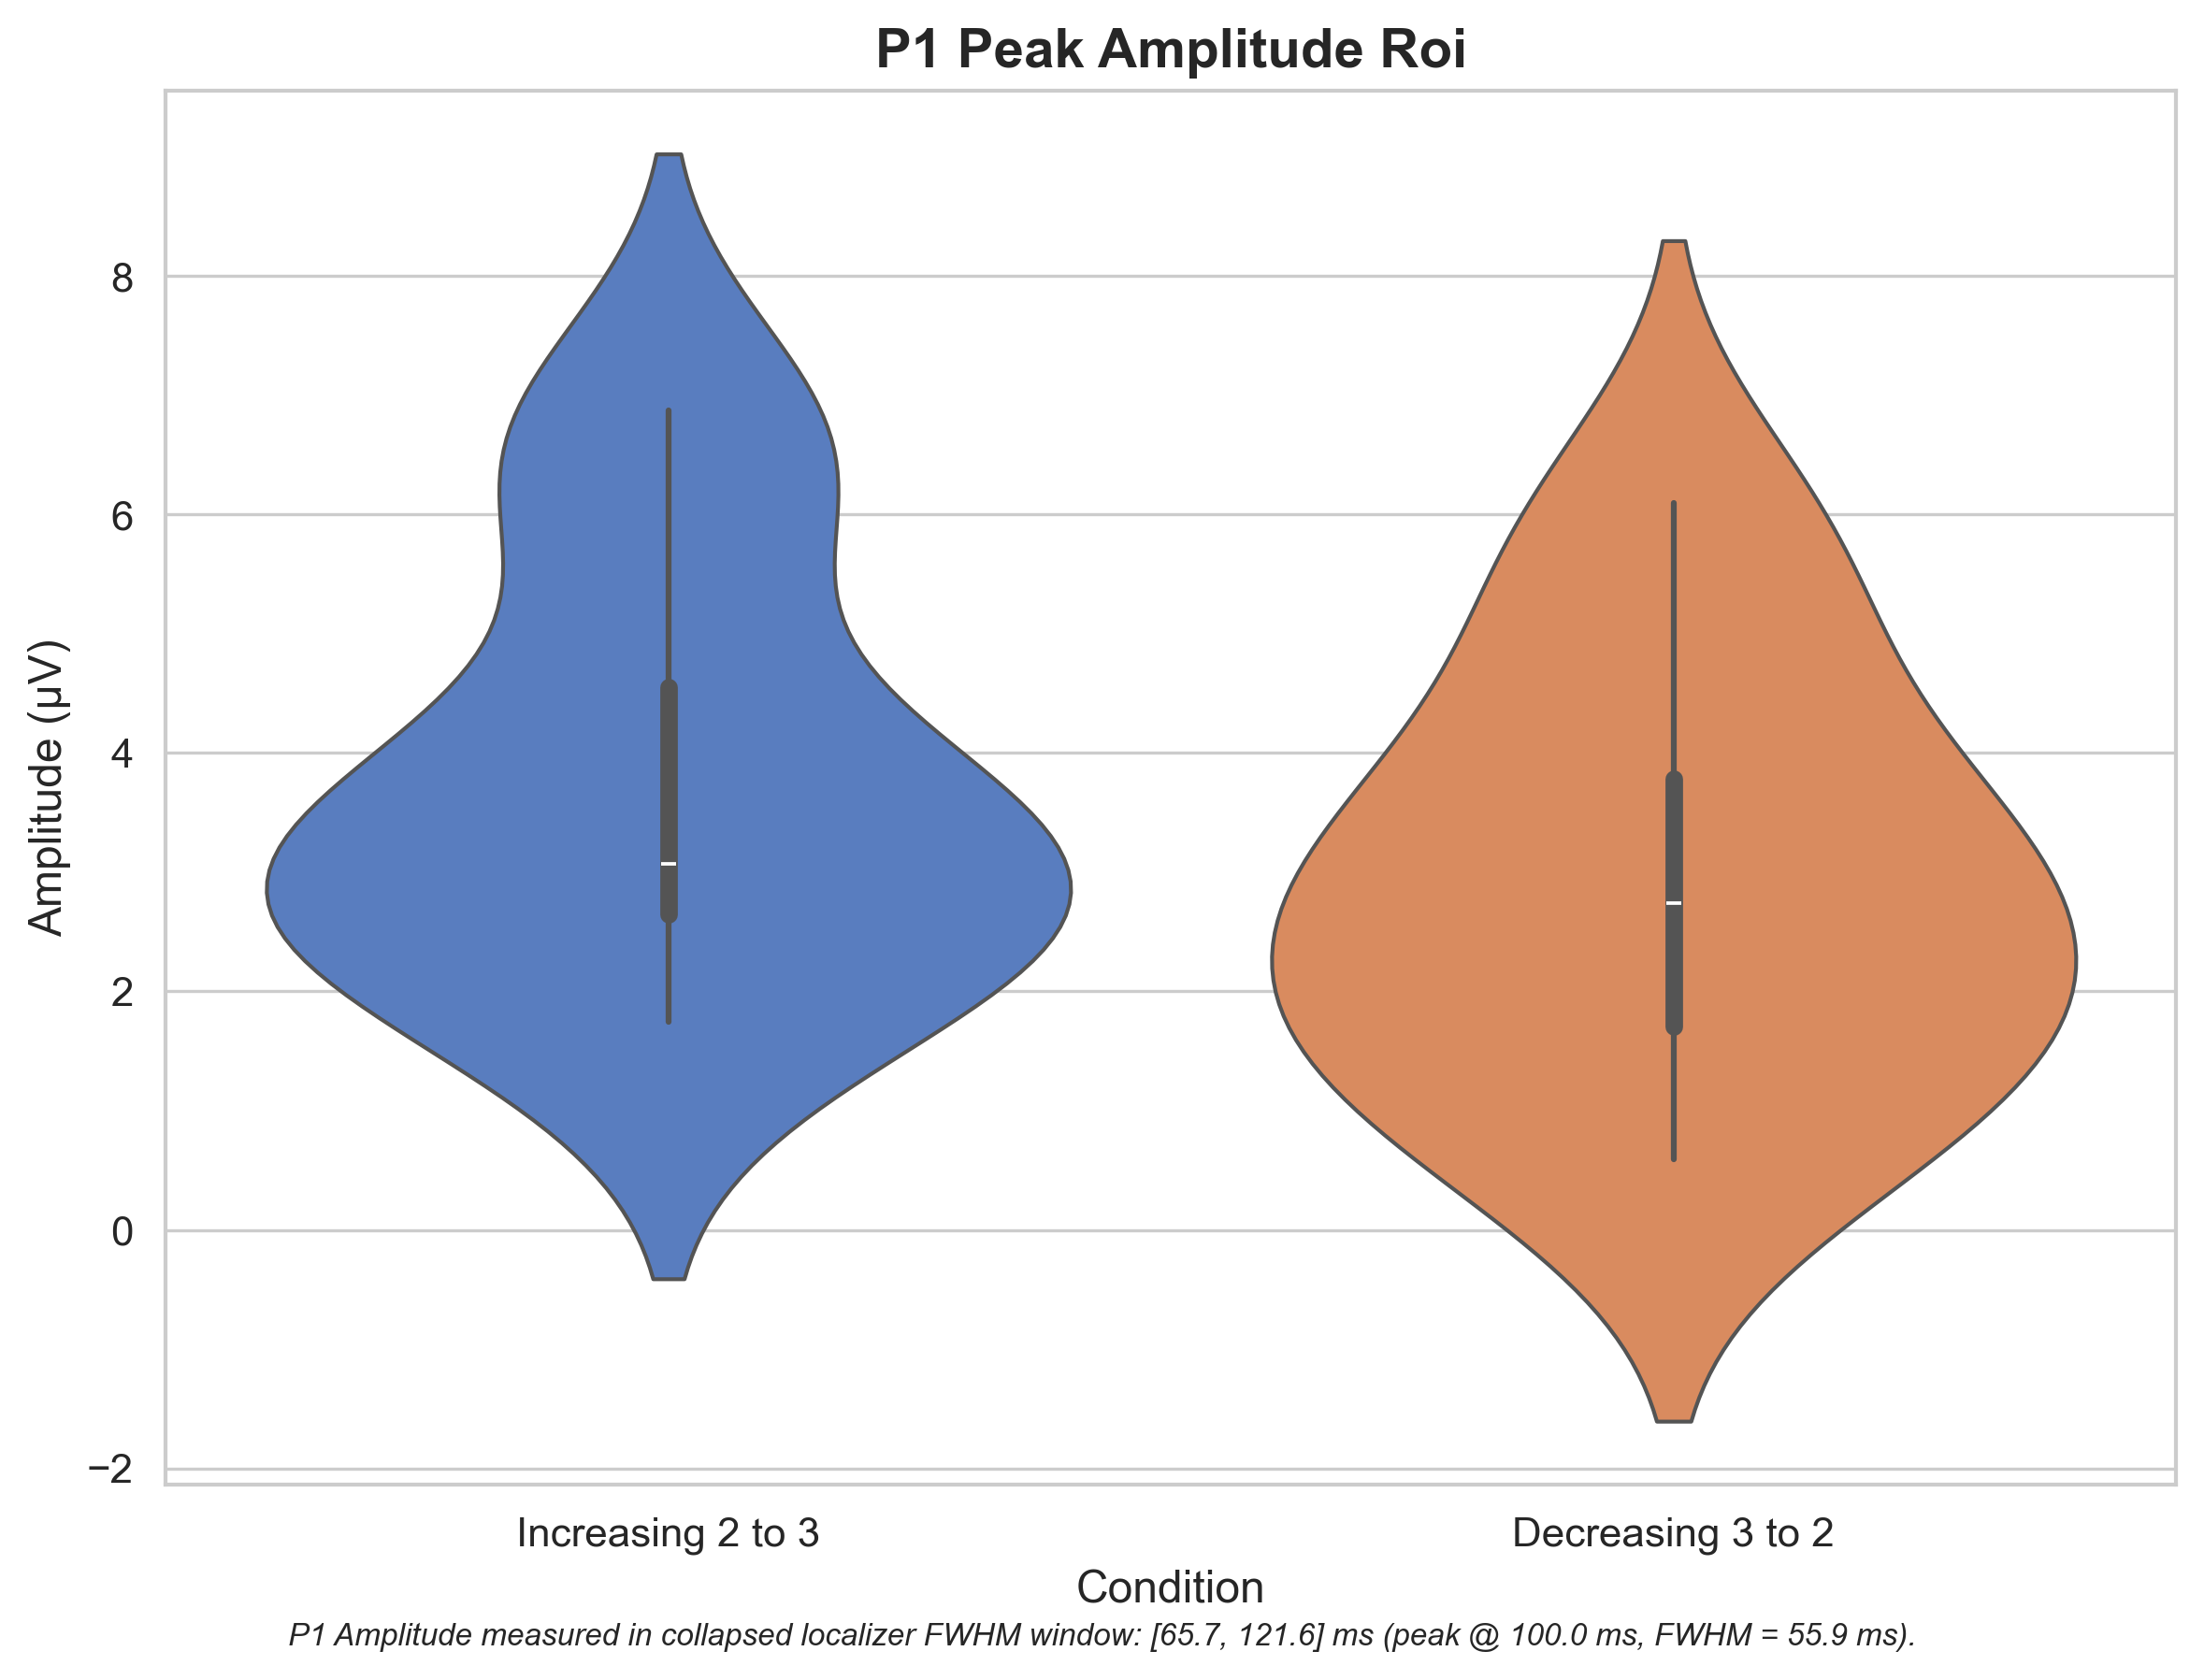 P1 Peak Amplitude Roi
Amplitude (µV)
8
6
4
2
0
−2
Increasing 2 to 3
Decreasing 3 to 2
Condition
P1 Amplitude measured in collapsed localizer FWHM window: [65.7, 121.6] ms (peak @ 100.0 ms, FWHM = 55.9 ms).